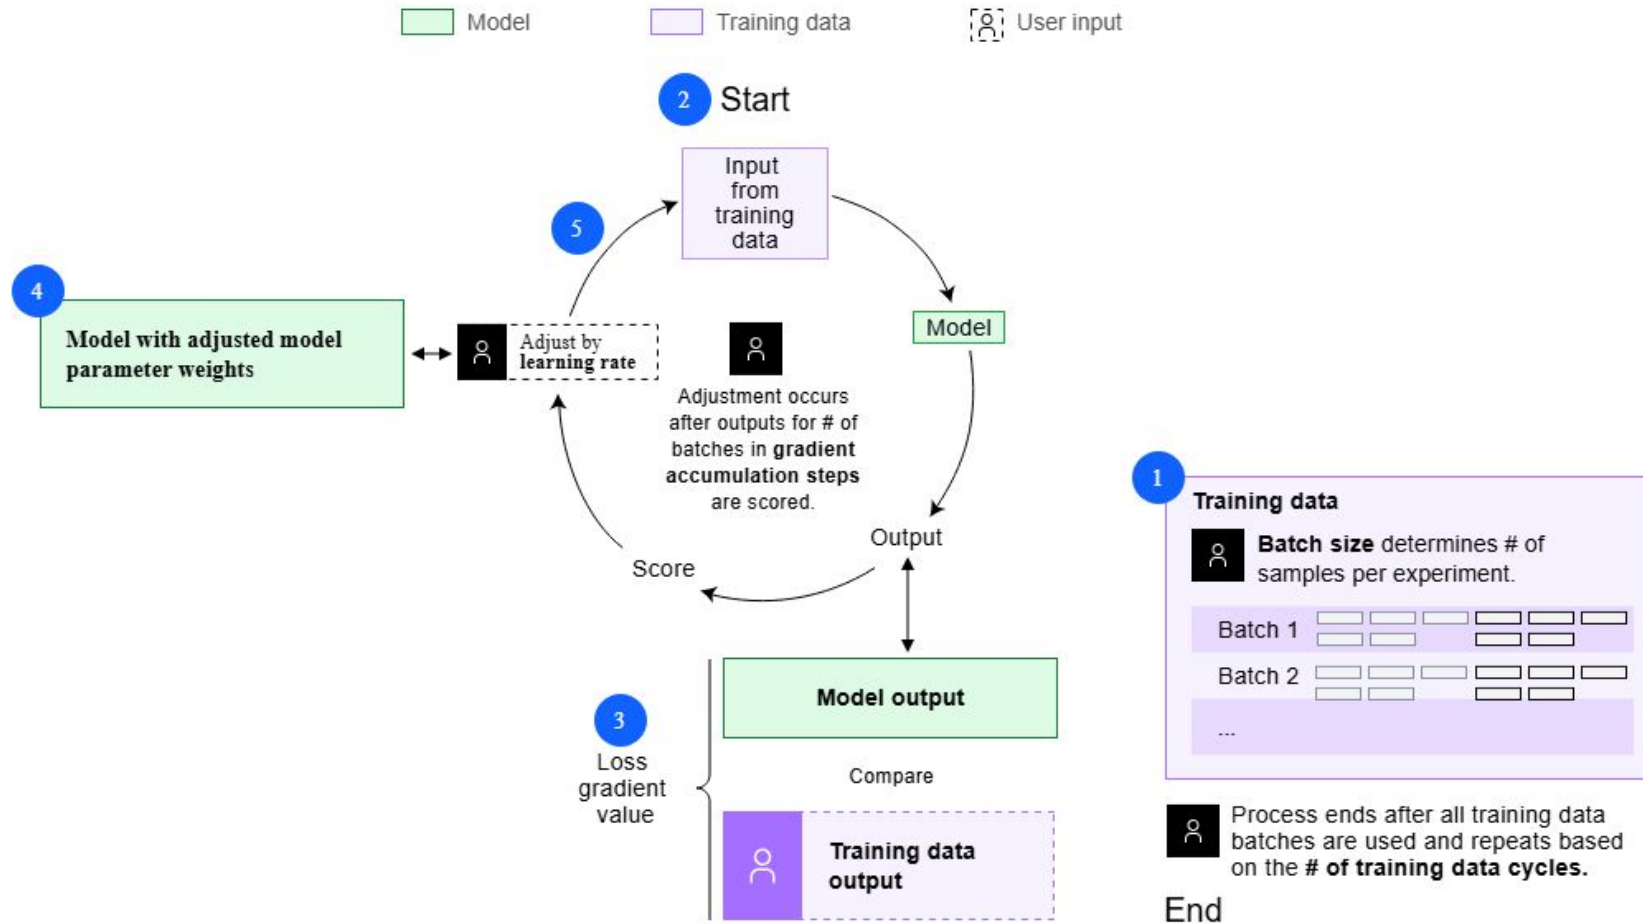 Model
Training data
User input
2
Start
Input
from
training
data
5
4
Model with adjusted model
parameter weights
Adjust by
learning rate
Model
Adjustment occurs
after outputs for # of
batches in gradient
accumulation steps
are scored.
Output
Score
3
Loss
gradient
value
Model output
Compare
Training data
output
1
Training data
Batch size determines # of
samples per experiment.
Batch 1
Batch 2
...
Process ends after all training data
batches are used and repeats based
on the # of training data cycles.
End